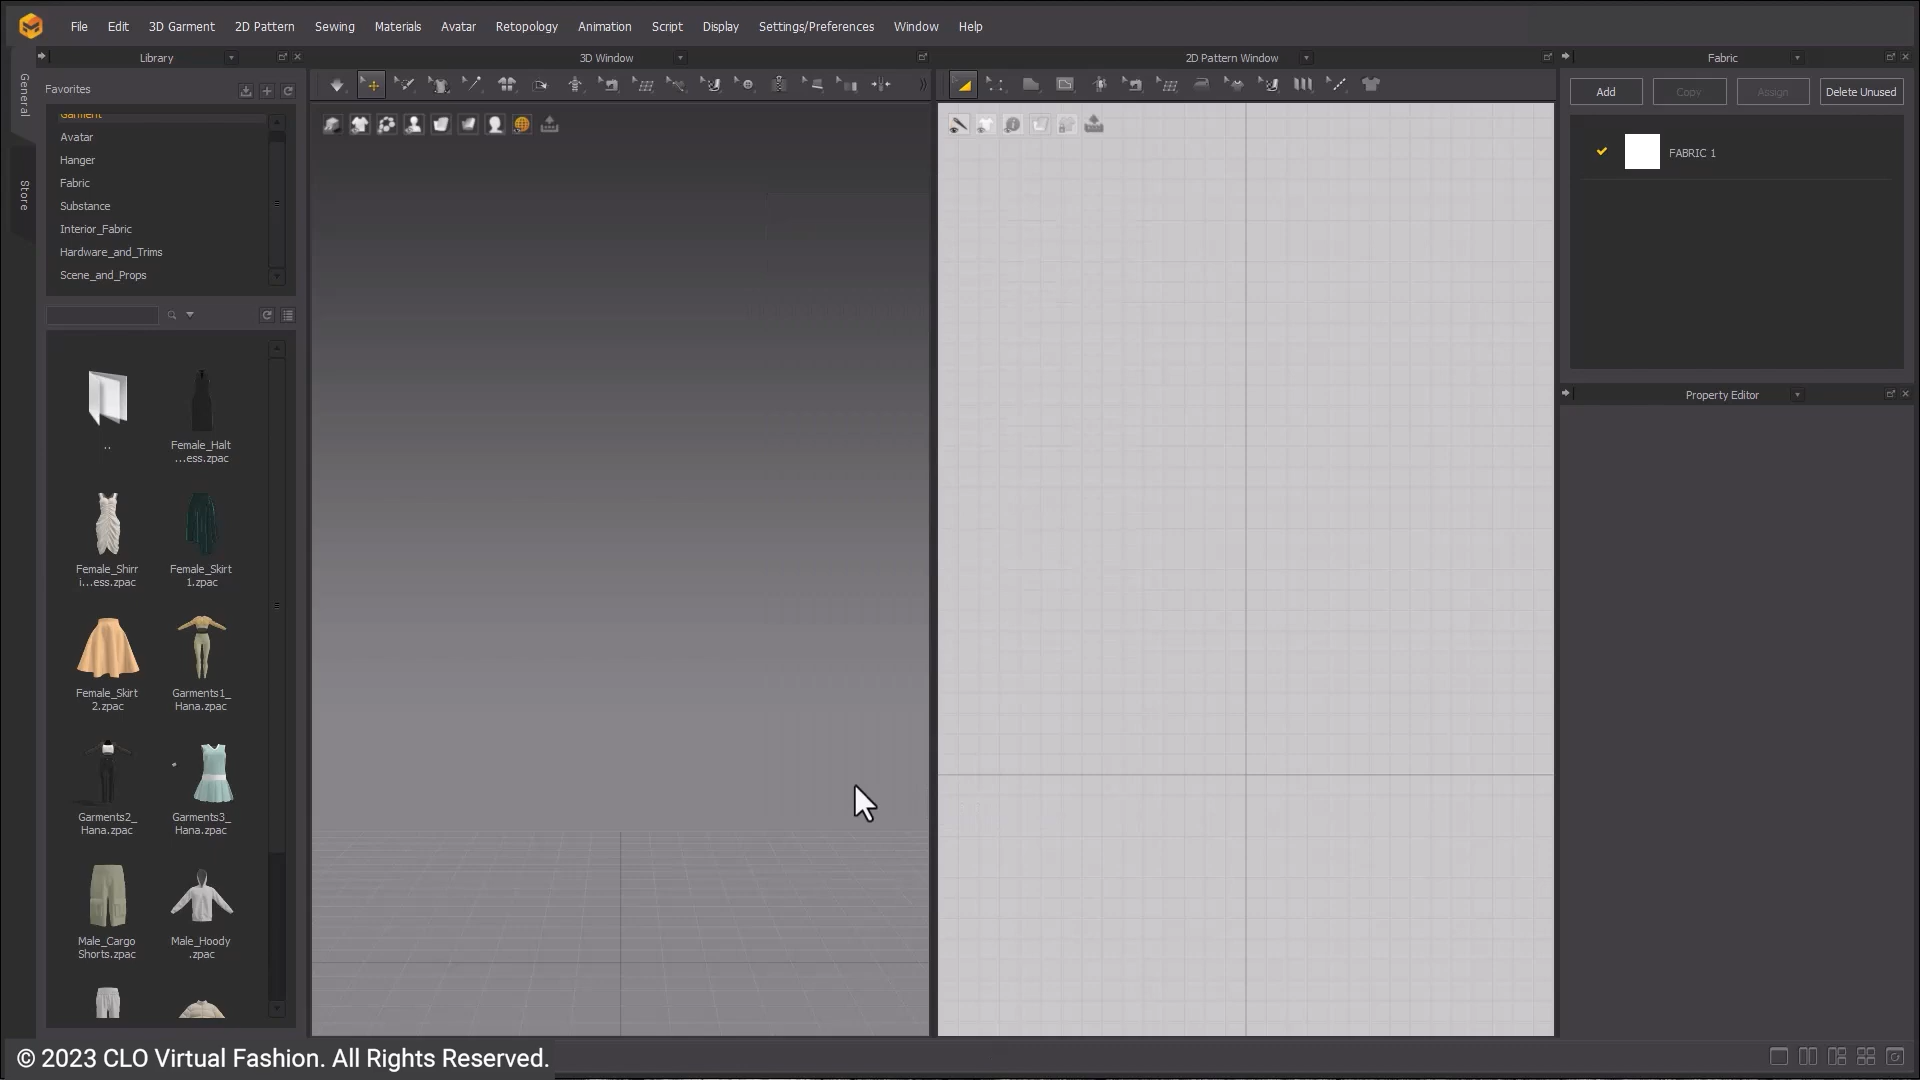 File Edit 3D Garment 2D Pattern Sewing Materials Avatar Retopology Animation Script Display Settings/Preferences Window Help
Library
3D Window
2D Pattern Window
Fabric
General
Store
Favorites
Garment
Avatar
Hanger
Fabric
Substance
Interior_Fabric
Hardware_and_Trims
Scene_and_Props
Add Copy Assign Delete Unused
FABRIC 1
Property Editor
..
Female_Halt
...ess.zpac
Female_Shirr
i...ess.zpac
Female_Skirt
1.zpac
Female_Skirt
2.zpac
Garments1_
Hana.zpac
Garments2_
Hana.zpac
Garments3_
Hana.zpac
Male_Cargo
Shorts.zpac
Male_Hoody
.zpac
© 2023 CLO Virtual Fashion. All Rights Reserved.